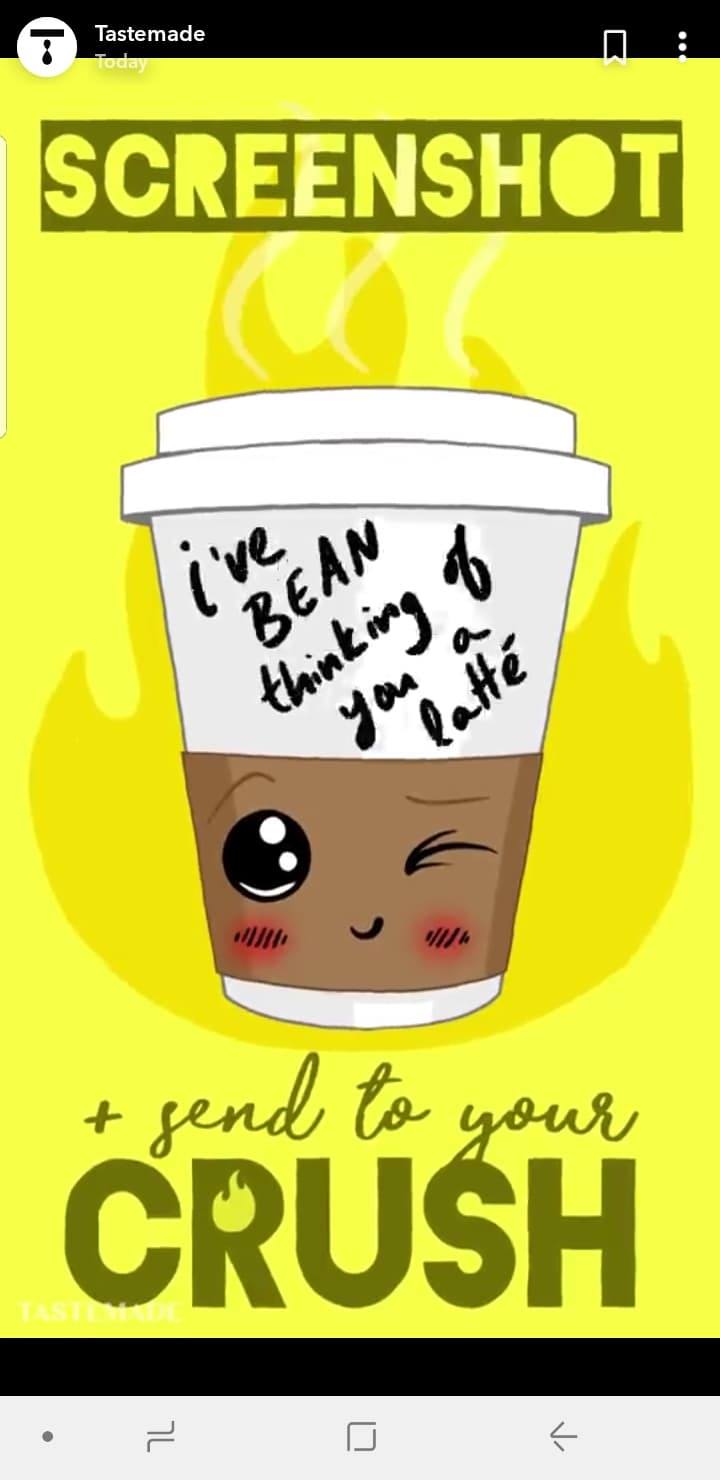 Tastemade
Today
SCREENSHOT
i've
BEAN
thinking of
you a
latté
+ send to your
CRUSH
TASTEMADE